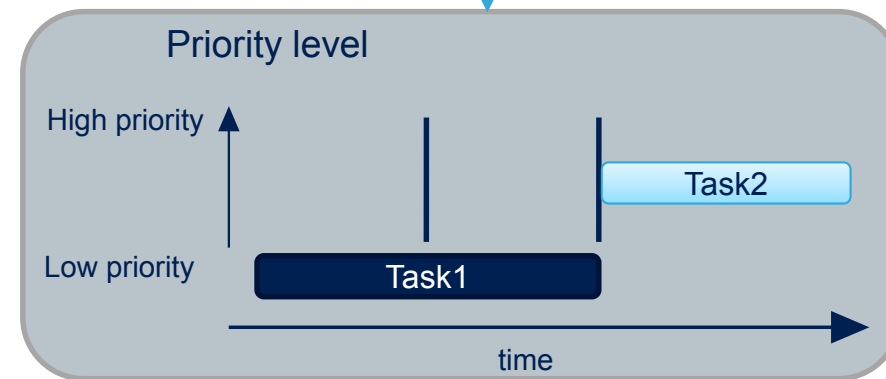 Priority level
High priority
Task2
Low priority
Task1
time